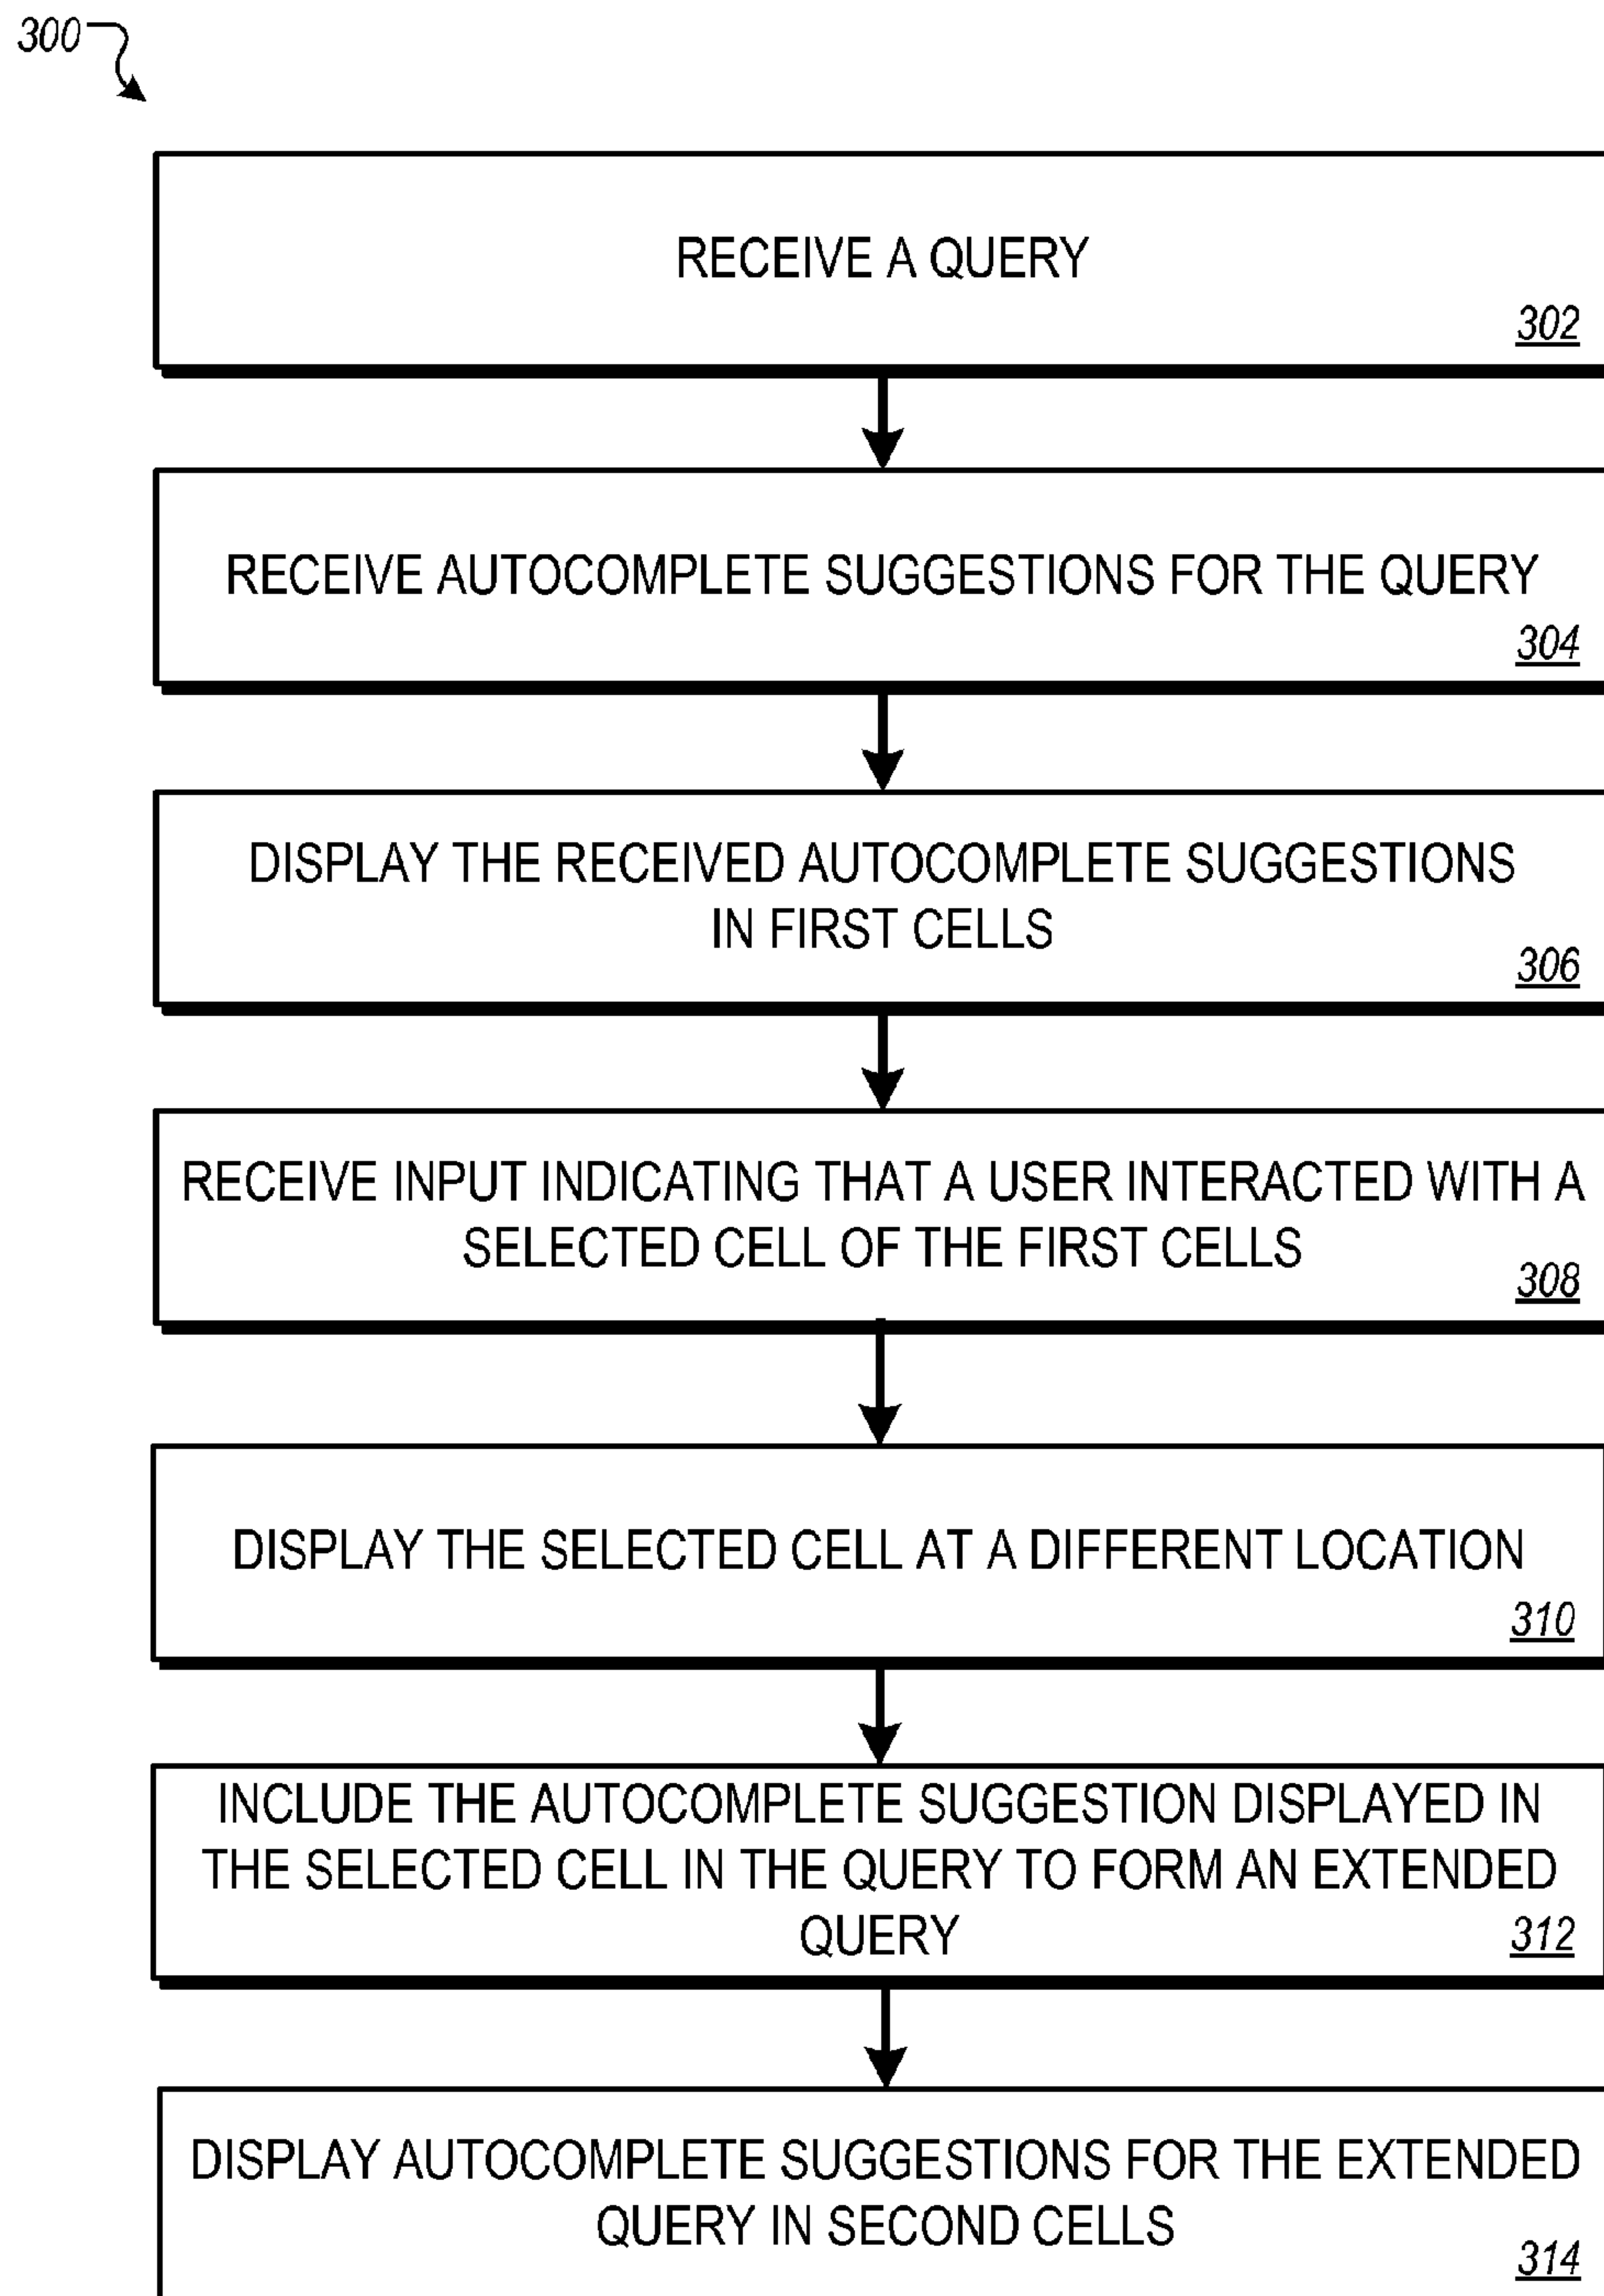 300
RECEIVE A QUERY
302
RECEIVE AUTOCOMPLETE SUGGESTIONS FOR THE QUERY
304
DISPLAY THE RECEIVED AUTOCOMPLETE SUGGESTIONS
IN FIRST CELLS
306
RECEIVE INPUT INDICATING THAT A USER INTERACTED WITH A
SELECTED CELL OF THE FIRST CELLS
308
DISPLAY THE SELECTED CELL AT A DIFFERENT LOCATION
310
INCLUDE THE AUTOCOMPLETE SUGGESTION DISPLAYED IN
THE SELECTED CELL IN THE QUERY TO FORM AN EXTENDED
QUERY
312
DISPLAY AUTOCOMPLETE SUGGESTIONS FOR THE EXTENDED
QUERY IN SECOND CELLS
314